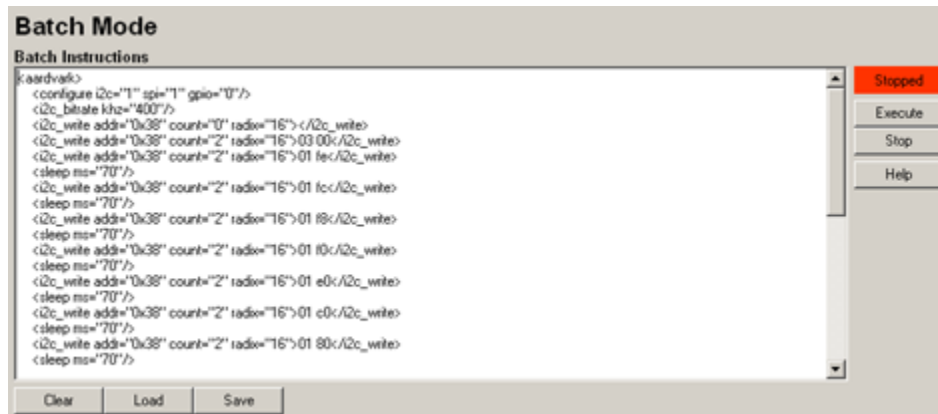 Batch Mode
Batch Instructions
<aardvark>
<configure i2c="1" spi="1" gpio="0"/>
<i2c_bitrate khz="400"/>
<i2c_write addr="0x38" count="0" radix="16"></i2c_write>
<i2c_write addr="0x38" count="2" radix="16">03 00</i2c_write>
<i2c_write addr="0x38" count="2" radix="16">01 fe</i2c_write>
<sleep ms="70"/>
<i2c_write addr="0x38" count="2" radix="16">01 fc</i2c_write>
<sleep ms="70"/>
<i2c_write addr="0x38" count="2" radix="16">01 f8</i2c_write>
<sleep ms="70"/>
<i2c_write addr="0x38" count="2" radix="16">01 f0</i2c_write>
<sleep ms="70"/>
<i2c_write addr="0x38" count="2" radix="16">01 e0</i2c_write>
<sleep ms="70"/>
<i2c_write addr="0x38" count="2" radix="16">01 c0</i2c_write>
<sleep ms="70"/>
<i2c_write addr="0x38" count="2" radix="16">01 80</i2c_write>
<sleep ms="70"/>
Stopped
Execute
Stop
Help
Clear
Load
Save